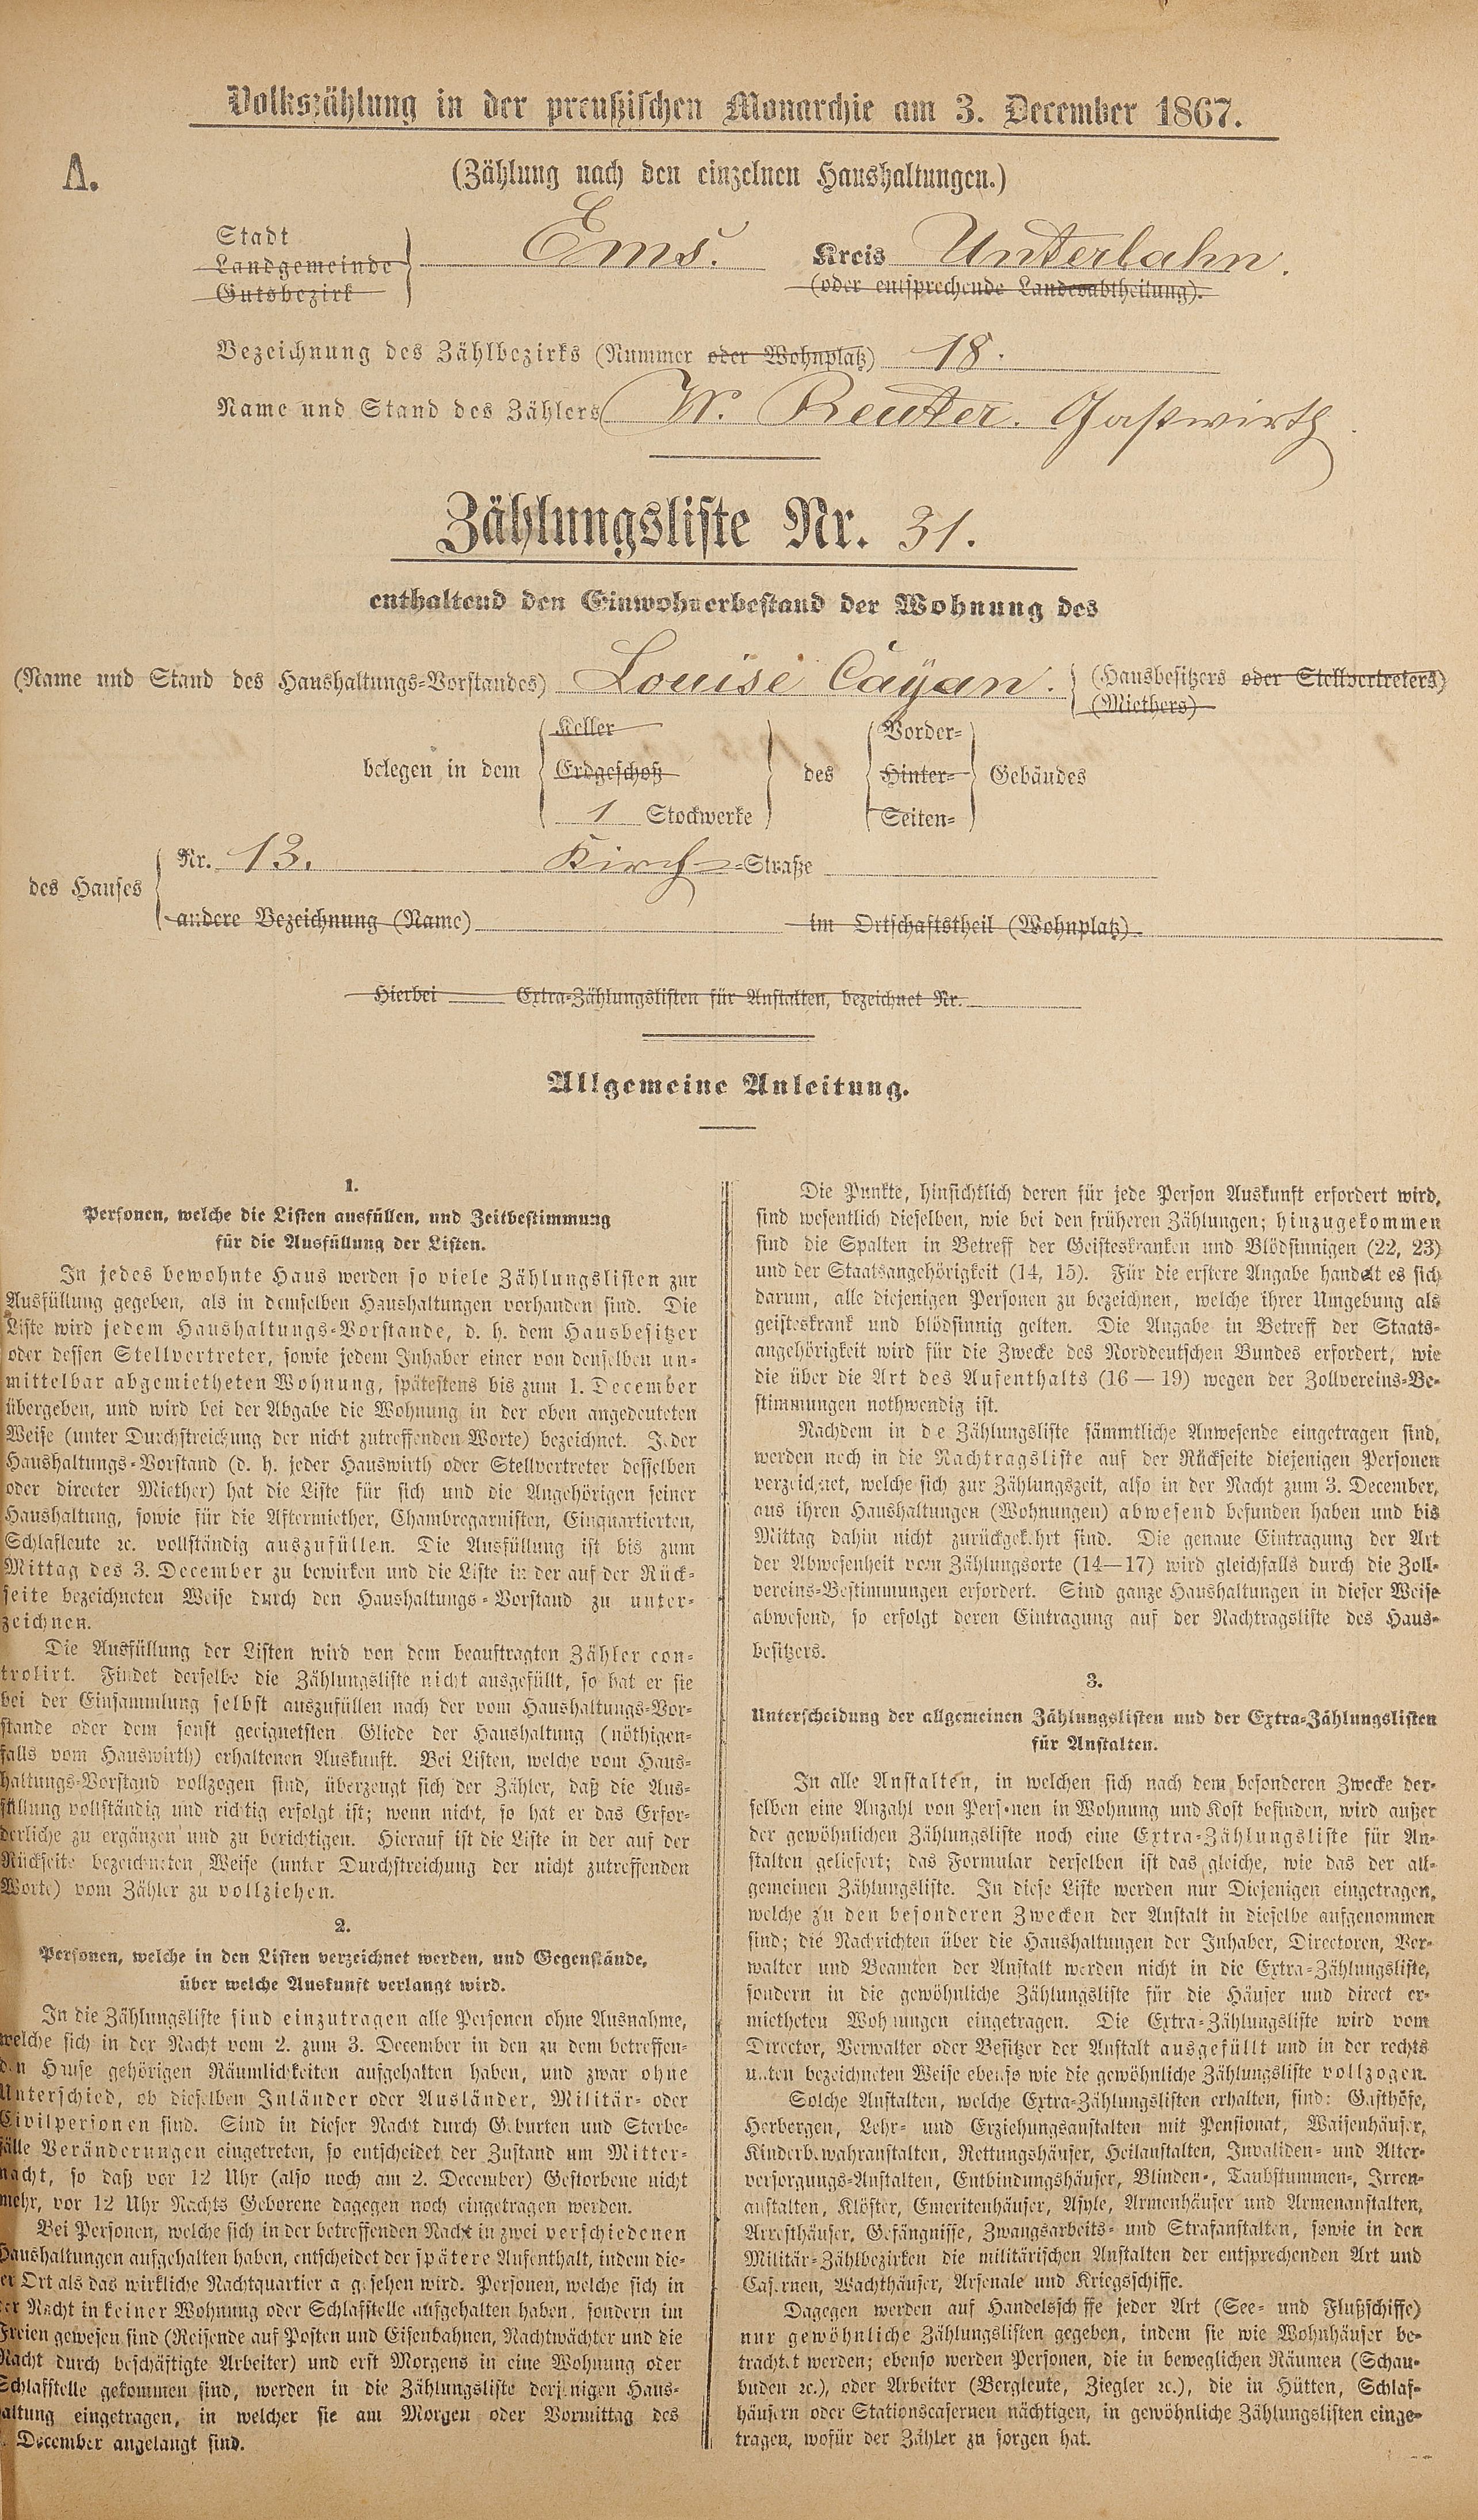 Volkszählung in der preußischen Monarchie am 3. December 1867.
A.
(Zählung nach den einzelnen Haushaltungen.)
Stadt
Landgemeinde
Gutsbezirk
Ems.
Kreis Unterlahn.
(oder entsprechende Landesabtheilung).
Bezeichnung des Zählbezirks (Nummer oder Wohnplatz) 18.
Name und Stand des Zählers W. Reuter. Gastwirth
Zählungsliste Nr. 31.
enthaltend den Einwohnerbestand der Wohnung des
(Name und Stand des Haushaltungs-Vorstandes) Louise Cayan. (Hausbesitzers oder Stellvertreters)
(Miethers)
belegen in dem
Keller
Erdgeschoß
1 Stockwerke
des
Vorder-
Hinter-
Seiten-
Gebäudes
des Hauses
Nr. 13. Kirch-Straße
andere Bezeichnung (Name) im Ortschaftstheil (Wohnplatz)
Hierbei Extra-Zählungslisten für Anstalten, bezeichnet Nr.
Allgemeine Anleitung.
1.
Personen, welche die Listen ausfüllen, und Zeitbestimmung
für die Ausfüllung der Listen.
In jedes bewohnte Haus werden so viele Zählungslisten zur
Ausfüllung gegeben, als in demselben Haushaltungen vorhanden sind. Die
Liste wird jedem Haushaltungs-Vorstande, d. h. dem Hausbesitzer
oder dessen Stellvertreter, sowie jedem Inhaber einer von denselben un-
mittelbar abgemietheten Wohnung, spätestens bis zum 1. December
übergeben, und wird bei der Abgabe die Wohnung in der oben angedeuteten
Weise (unter Durchstreichung der nicht zutreffenden Worte) bezeichnet. Jeder
Haushaltungs-Vorstand (d. h. jeder Hauswirth oder Stellvertreter desselben
oder directer Miether) hat die Liste für sich und die Angehörigen seiner
Haushaltung, sowie für die Aftermiether, Chambregarnisten, Einquartierten,
Schlafleute ꝛc. vollständig auszufüllen. Die Ausfüllung ist bis zum
Mittag des 3. December zu bewirken und die Liste in der auf der Rück-
seite bezeichneten Weise durch den Haushaltungs-Vorstand zu unter-
zeichnen.
Die Ausfüllung der Listen wird von dem beauftragten Zähler con-
trolirt. Findet derselbe die Zählungsliste nicht ausgefüllt, so hat er sie
bei der Einsammlung selbst auszufüllen nach der vom Haushaltungs-Vor-
stande oder dem sonst geeignetsten Gliede der Haushaltung (nöthigen-
falls vom Hauswirth) erhaltenen Auskunft. Bei Listen, welche vom Haus-
haltungs-Vorstand vollzogen sind, überzeugt sich der Zähler, daß die Aus-
füllung vollständig und richtig erfolgt ist; wenn nicht, so hat er das Erfor-
derliche zu ergänzen und zu berichtigen. Hierauf ist die Liste in der auf der
Rückseite bezeichneten Weise (unter Durchstreichung der nicht zutreffenden
Worte) vom Zähler zu vollziehen.
2.
Personen, welche in den Listen verzeichnet werden, und Gegenstände,
über welche Auskunft verlangt wird.
In die Zählungsliste sind einzutragen alle Personen ohne Ausnahme,
welche sich in der Nacht vom 2. zum 3. December in den zu dem betreffen-
den Hause gehörigen Räumlichkeiten aufgehalten haben, und zwar ohne
Unterschied, ob dieselben Inländer oder Ausländer, Militär- oder
Civilpersonen sind. Sind in dieser Nacht durch Geburten und Sterbe-
fälle Veränderungen eingetreten, so entscheidet der Zustand um Mitter-
nacht, so daß vor 12 Uhr (also noch am 2. December) Gestorbene nicht
mehr, vor 12 Uhr Nachts Geborene dagegen noch eingetragen werden.
Bei Personen, welche sich in der betreffenden Nacht in zwei verschiedenen
Haushaltungen aufgehalten haben, entscheidet der spätere Aufenthalt, indem die-
er Ort als das wirkliche Nachtquartier angesehen wird. Personen, welche sich in
der Nacht in keiner Wohnung oder Schlafstelle aufgehalten haben, sondern im
Freien gewesen sind (Reisende auf Posten und Eisenbahnen, Nachtwächter und die
Nacht durch beschäftigte Arbeiter) und erst Morgens in eine Wohnung oder
Schlafstelle gekommen sind, werden in die Zählungsliste derjenigen Haus-
altung eingetragen, in welcher sie am Morgen oder Vormittag des
December angelangt sind.
Die Punkte, hinsichtlich deren für jede Person Auskunft erfordert wird,
sind wesentlich dieselben, wie bei den früheren Zählungen; hinzugekommen
sind die Spalten in Betreff der Geisteskranken und Blödsinnigen (22, 23)
und der Staatsangehörigkeit (14, 15). Für die erstere Angabe handelt es sich
darum, alle diejenigen Personen zu bezeichnen, welche ihrer Umgebung als
geisteskrank und blödsinnig gelten. Die Angabe in Betreff der Staats-
angehörigkeit wird für die Zwecke des Norddeutschen Bundes erfordert, wie
die über die Art des Aufenthalts (16—19) wegen der Zollvereins-Be-
stimmungen nothwendig ist.
Nachdem in die Zählungsliste sämmtliche Anwesende eingetragen sind,
werden noch in die Nachtragsliste auf der Rückseite diejenigen Personen
verzeichnet, welche sich zur Zählungszeit, also in der Nacht zum 3. December,
aus ihren Haushaltungen (Wohnungen) abwesend befunden haben und bis
Mittag dahin nicht zurückgekehrt sind. Die genaue Eintragung der Art
der Abwesenheit vom Zählungsorte (14—17) wird gleichfalls durch die Zoll-
vereins-Bestimmungen erfordert. Sind ganze Haushaltungen in dieser Weise
abwesend, so erfolgt deren Eintragung auf der Nachtragsliste des Haus-
besitzers.
3.
Unterscheidung der allgemeinen Zählungslisten und der Extra-Zählungslisten
für Anstalten.
In alle Anstalten, in welchen sich nach dem besonderen Zwecke der-
selben eine Anzahl von Personen in Wohnung und Kost befinden, wird außer
der gewöhnlichen Zählungsliste noch eine Extra-Zählungsliste für An-
stalten geliefert; das Formular derselben ist das gleiche, wie das der all-
gemeinen Zählungsliste. In diese Liste werden nur Diejenigen eingetragen,
welche zu den besonderen Zwecken der Anstalt in dieselbe aufgenommen
sind; die Nachrichten über die Haushaltungen der Inhaber, Directoren, Ver-
walter und Beamten der Anstalt werden nicht in die Extra-Zählungsliste,
sondern in die gewöhnliche Zählungsliste für die Häuser und direct er-
mietheten Wohnungen eingetragen. Die Extra-Zählungsliste wird vom
Director, Verwalter oder Besitzer der Anstalt ausgefüllt und in der rechts
unten bezeichneten Weise ebenso wie die gewöhnliche Zählungsliste vollzogen.
Solche Anstalten, welche Extra-Zählungslisten erhalten, sind: Gasthöfe,
Herbergen, Lehr- und Erziehungsanstalten mit Pensionat, Waisenhäuser,
Kinderbewahranstalten, Rettungshäuser, Heilanstalten, Invaliden- und Alter-
versorgungs-Anstalten, Entbindungshäuser, Blinden-, Taubstummen-, Irren-
anstalten, Klöster, Emeritenhäuser, Asyle, Armenhäuser und Armenanstalten,
Arresthäuser, Gefängnisse, Zwangsarbeits- und Strafanstalten, sowie in den
Militär-Zählbezirken die militärischen Anstalten der entsprechenden Art und
Casernen, Wachthäuser, Arsenale und Kriegsschiffe.
Dagegen werden auf Handelsschiffe jeder Art (See- und Flußschiffe)
nur gewöhnliche Zählungslisten gegeben, indem sie wie Wohnhäuser be-
trachtet werden; ebenso werden Personen, die in beweglichen Räumen (Schau-
buden ꝛc.), oder Arbeiter (Bergleute, Ziegler ꝛc.), die in Hütten, Schlaf-
häusern oder Stationscasernen nächtigen, in gewöhnliche Zählungslisten einge-
tragen, wofür der Zähler zu sorgen hat.